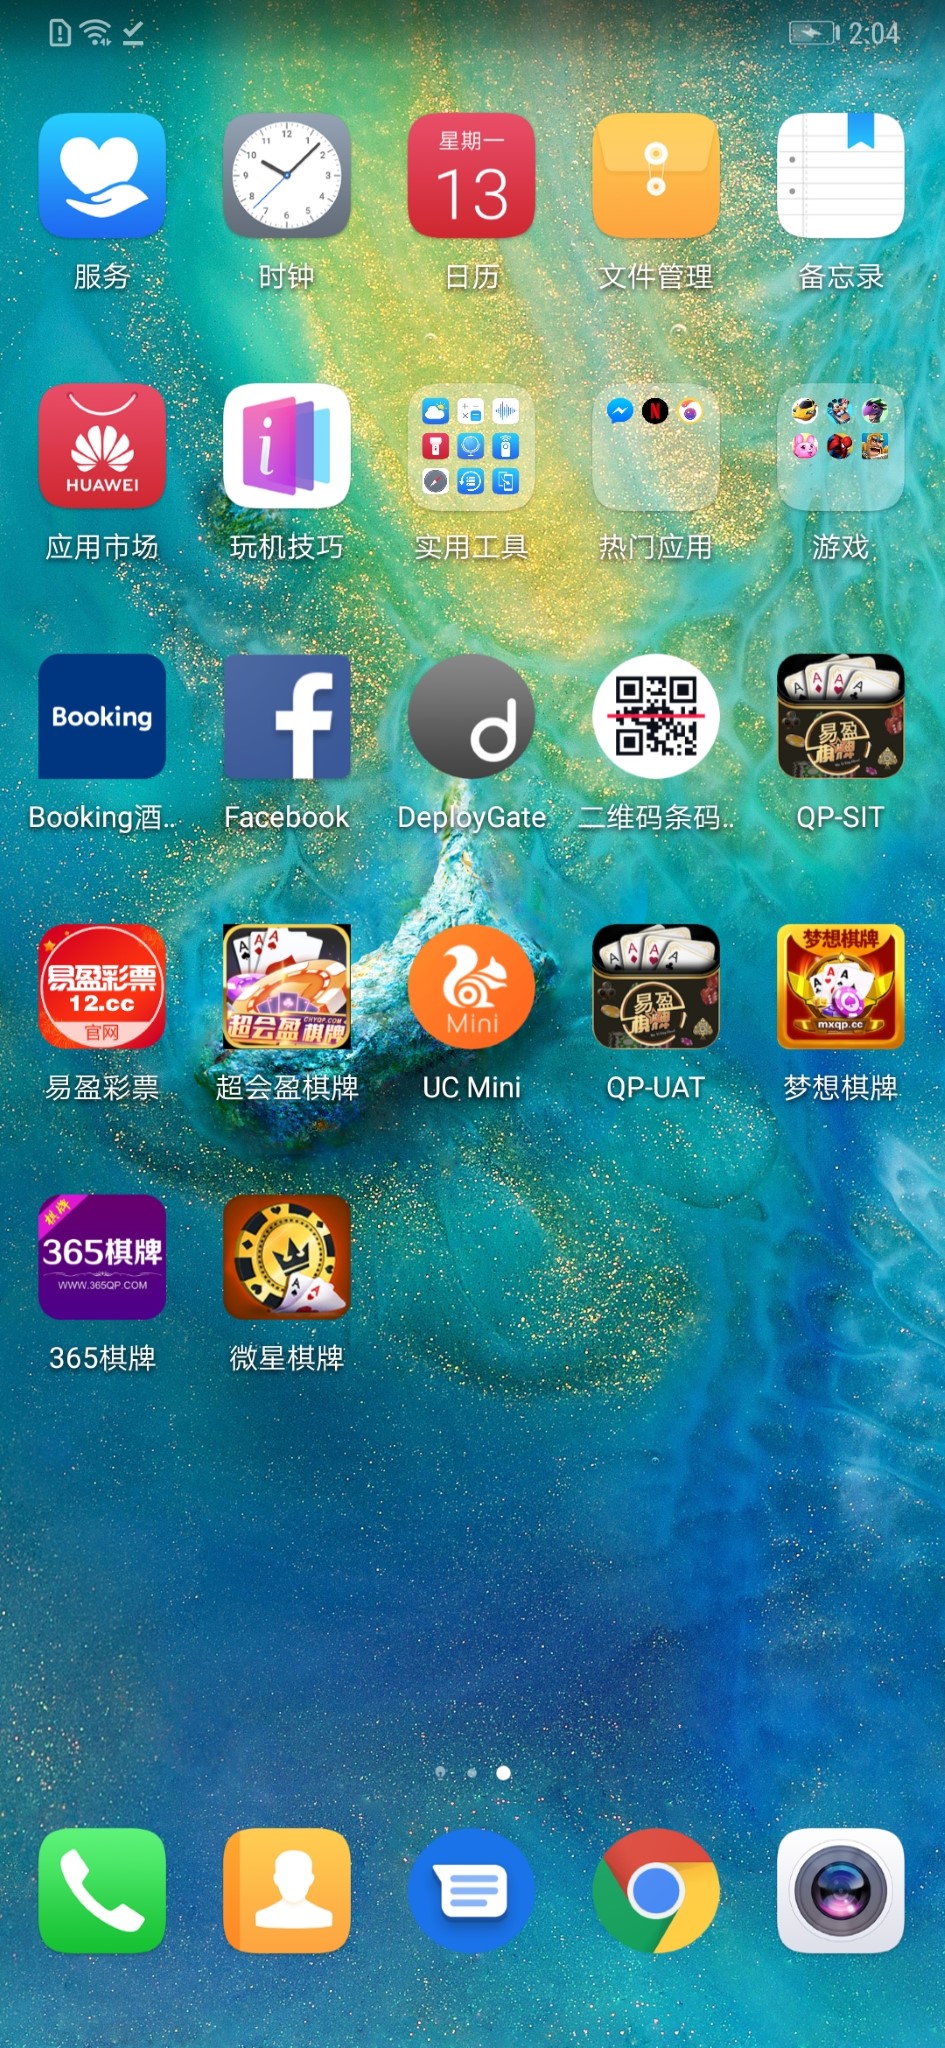 2:04
星期一
13
服务
时钟
日历
文件管理
备忘录
HUAWEI
应用市场
玩机技巧
实用工具
热门应用
游戏
Booking
Booking酒..
Facebook
DeployGate
二维码条码..
易盈
棋牌
QP-SIT
易盈彩票
12.cc
官网
易盈彩票
CHYQP.COM
超会盈棋牌
超会盈棋牌
Mini
UC Mini
易盈
棋牌
QP-UAT
梦想棋牌
mxqp.cc
梦想棋牌
棋牌
365棋牌
WWW.365QP.COM
365棋牌
微星棋牌